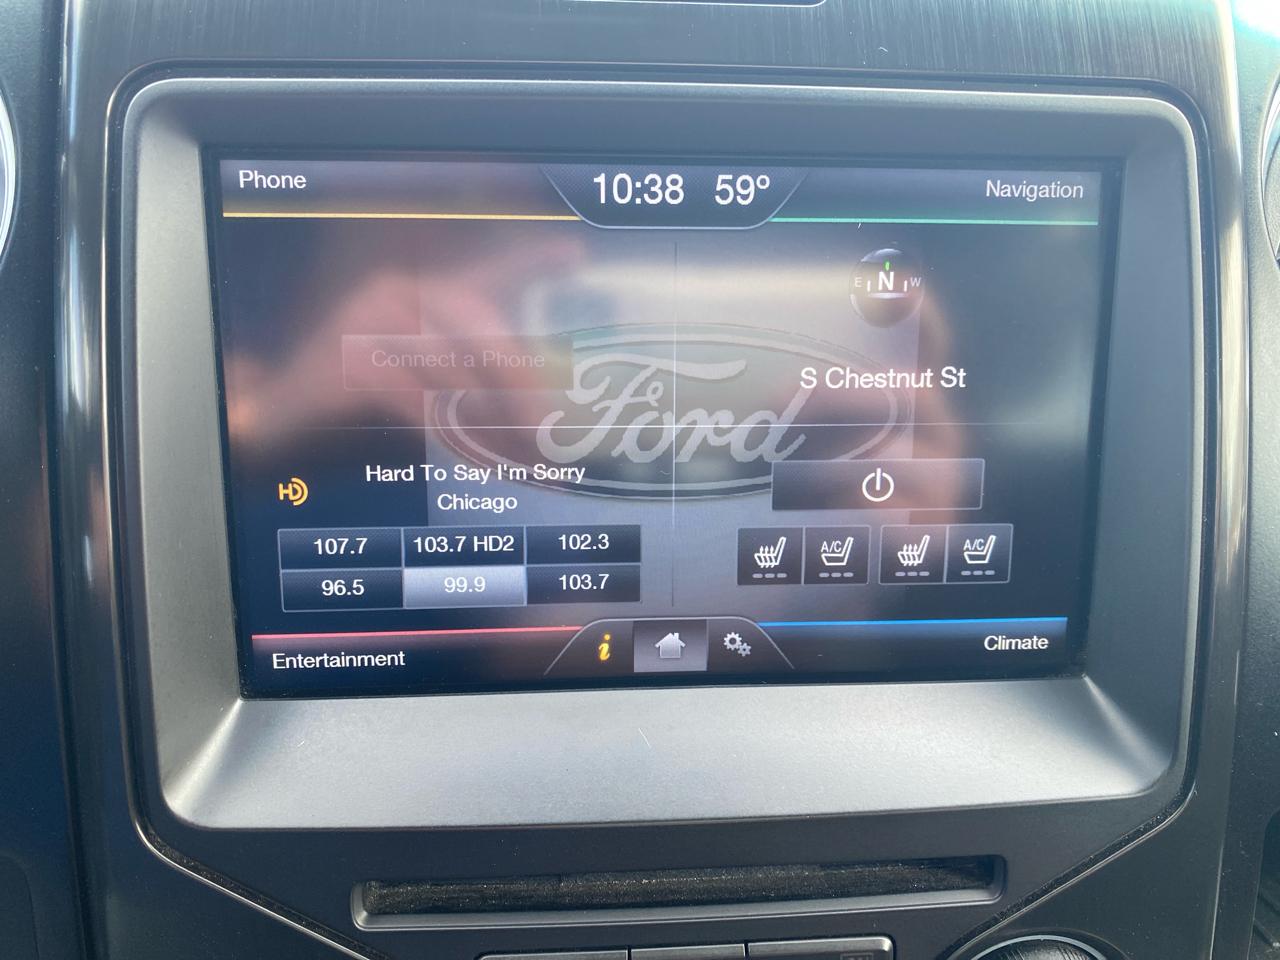 Phone
10:38 59º
Navigation
E N W
Connect a Phone
S Chestnut St
Ford
HD
Hard To Say I'm Sorry
Chicago
107.7 103.7 HD2 102.3
96.5 99.9 103.7
A/C A/C
Entertainment
i
Climate